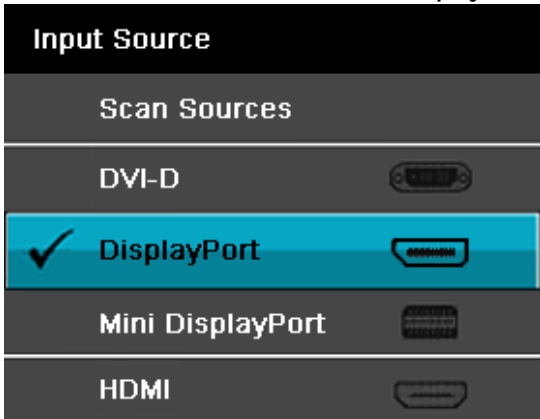 Input Source
Scan Sources
DVI-D
DisplayPort
Mini DisplayPort
HDMI